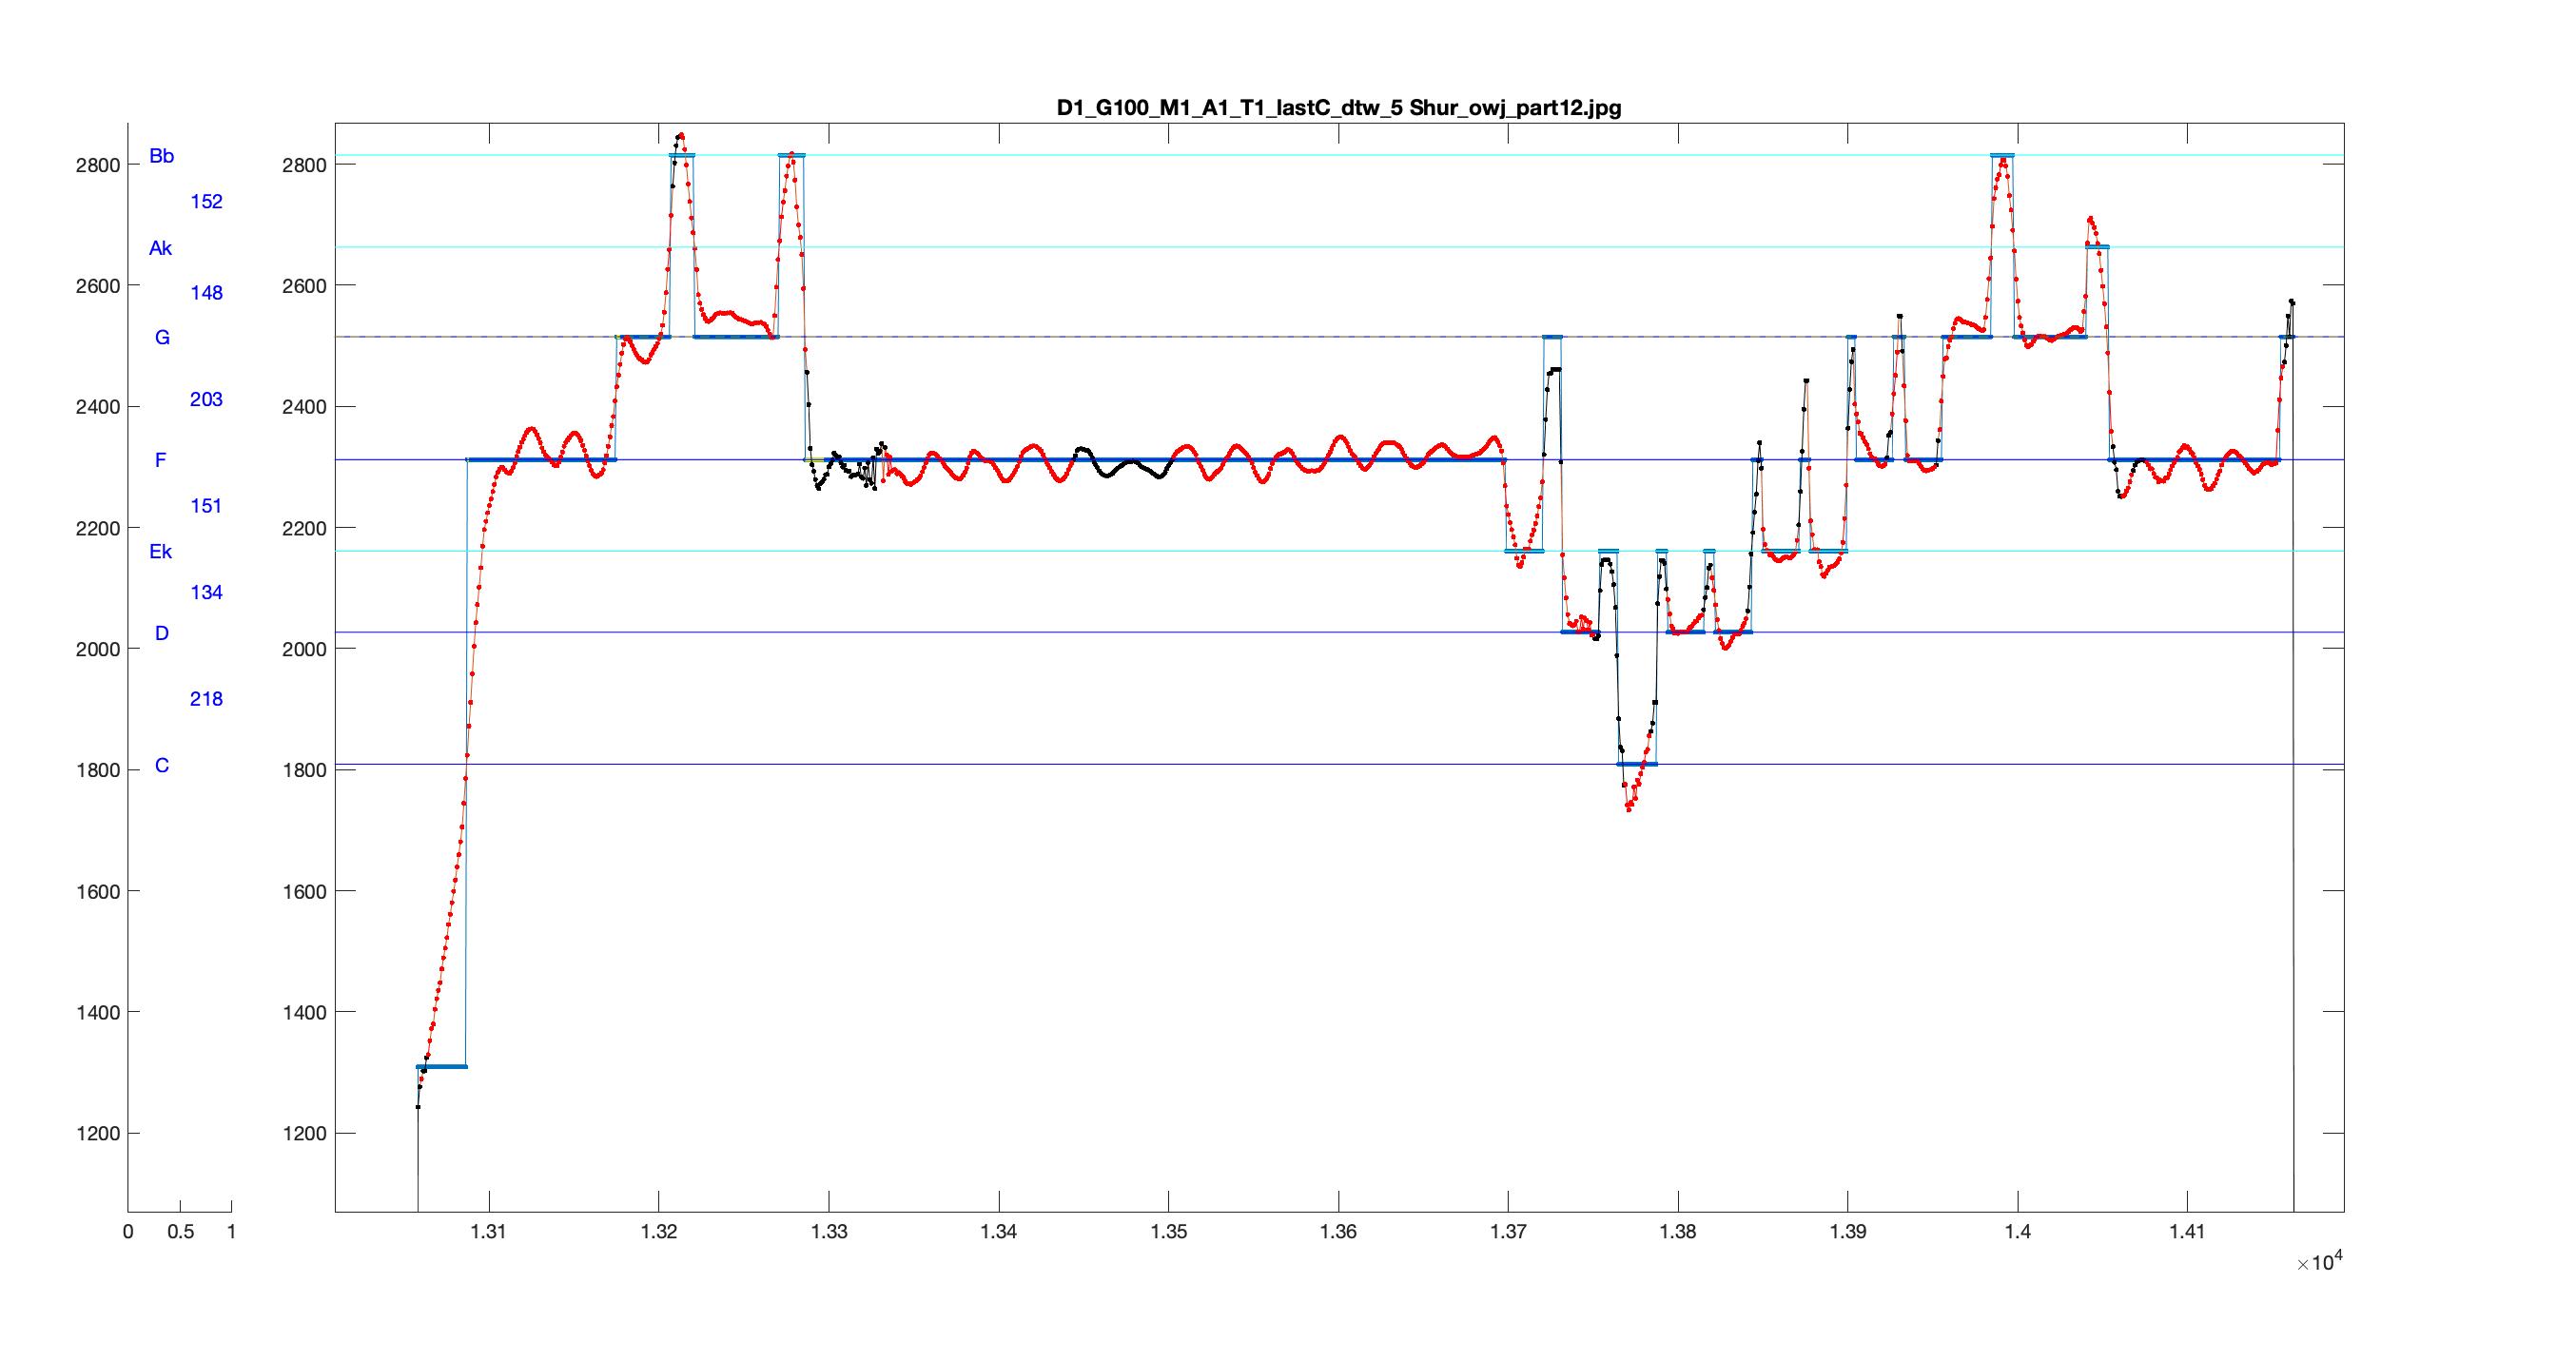 D1_G100_M1_A1_T1_lastC_dtw_5 Shur_owj_part12.jpg
2800 Bb 2800
152
Ak
148
2600 2600
G
203
2400 2400
F
151
2200 2200
Ek
134
D
2000 2000
218
1800 C 1800
1600 1600
1400 1400
1200 1200
0 0.5 1 1.31 1.32 1.33 1.34 1.35 1.36 1.37 1.38 1.39 1.4 1.41
×10⁴